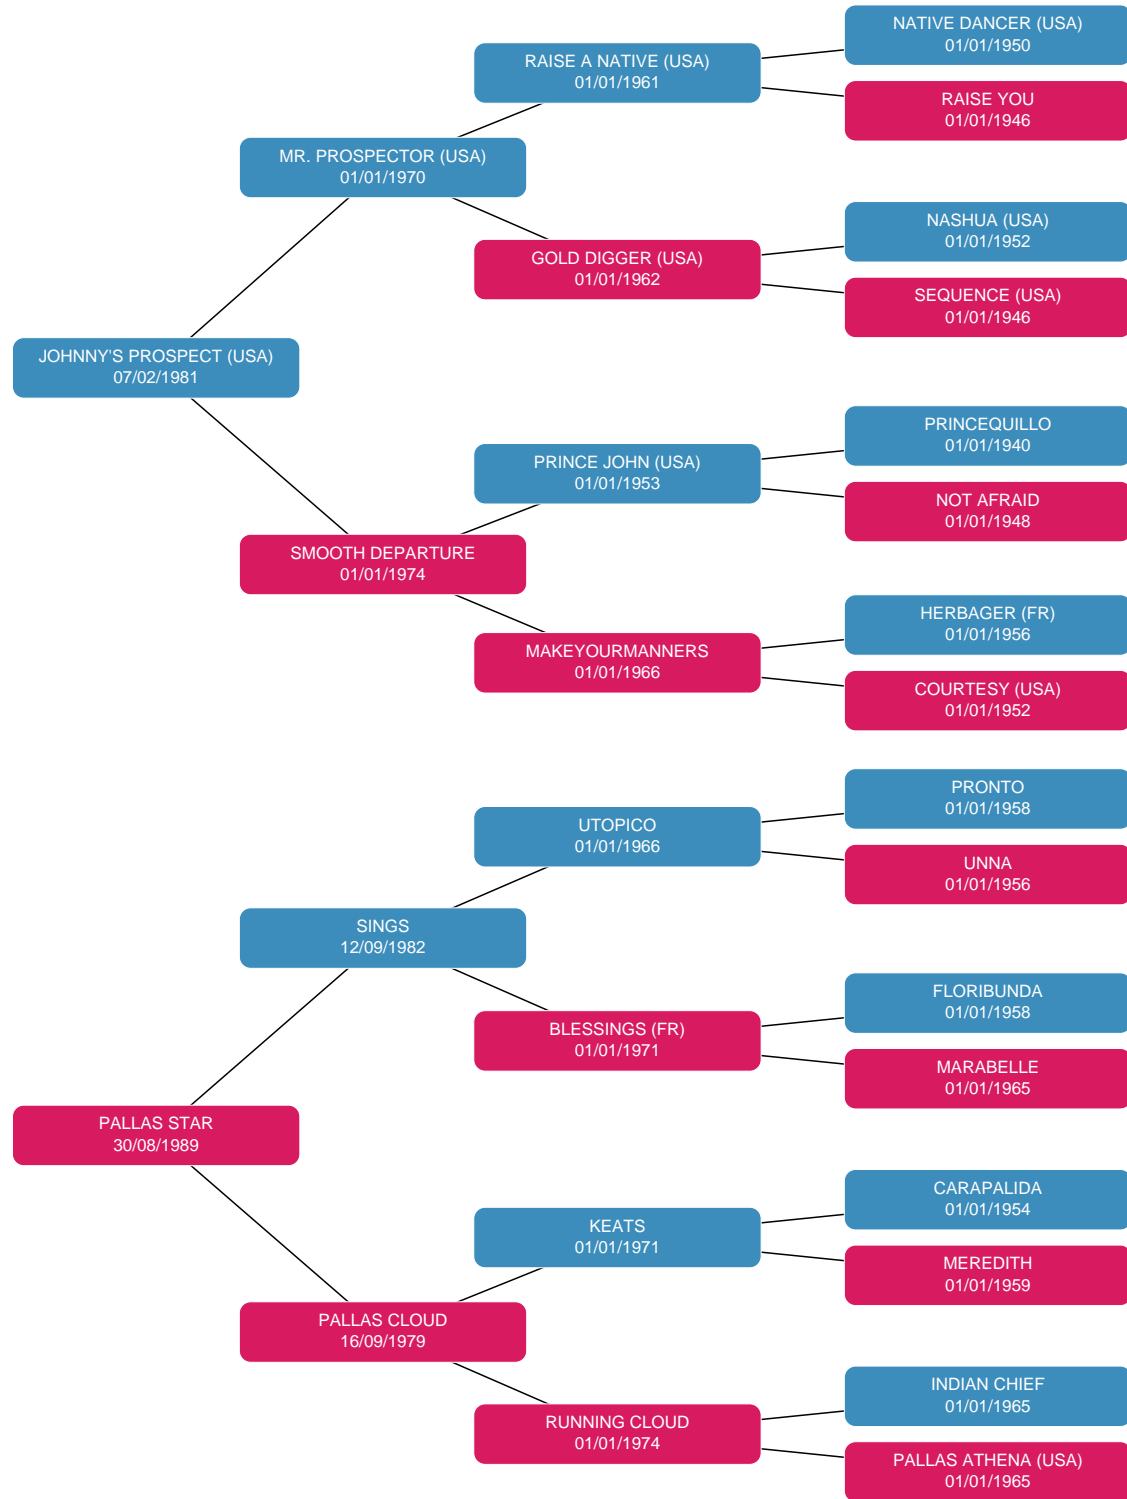 NATIVE DANCER (USA)
01/01/1950
RAISE A NATIVE (USA)
01/01/1961
RAISE YOU
01/01/1946
MR. PROSPECTOR (USA)
01/01/1970
NASHUA (USA)
01/01/1952
GOLD DIGGER (USA)
01/01/1962
SEQUENCE (USA)
01/01/1946
JOHNNY'S PROSPECT (USA)
07/02/1981
PRINCEQUILLO
01/01/1940
PRINCE JOHN (USA)
01/01/1953
NOT AFRAID
01/01/1948
SMOOTH DEPARTURE
01/01/1974
HERBAGER (FR)
01/01/1956
MAKEYOURMANNERS
01/01/1966
COURTESY (USA)
01/01/1952
PRONTO
01/01/1958
UTOPICO
01/01/1966
UNNA
01/01/1956
SINGS
12/09/1982
FLORIBUNDA
01/01/1958
BLESSINGS (FR)
01/01/1971
MARABELLE
01/01/1965
PALLAS STAR
30/08/1989
CARAPALIDA
01/01/1954
KEATS
01/01/1971
MEREDITH
01/01/1959
PALLAS CLOUD
16/09/1979
INDIAN CHIEF
01/01/1965
RUNNING CLOUD
01/01/1974
PALLAS ATHENA (USA)
01/01/1965